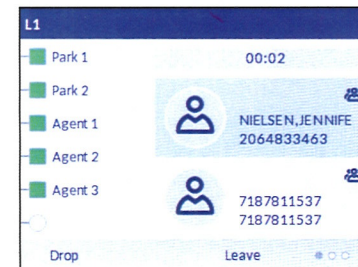 L1
Park 1
Park 2
Agent 1
Agent 2
Agent 3
00:02
NIELSEN,JENNIFE
2064833463
7187811537
7187811537
Drop
Leave